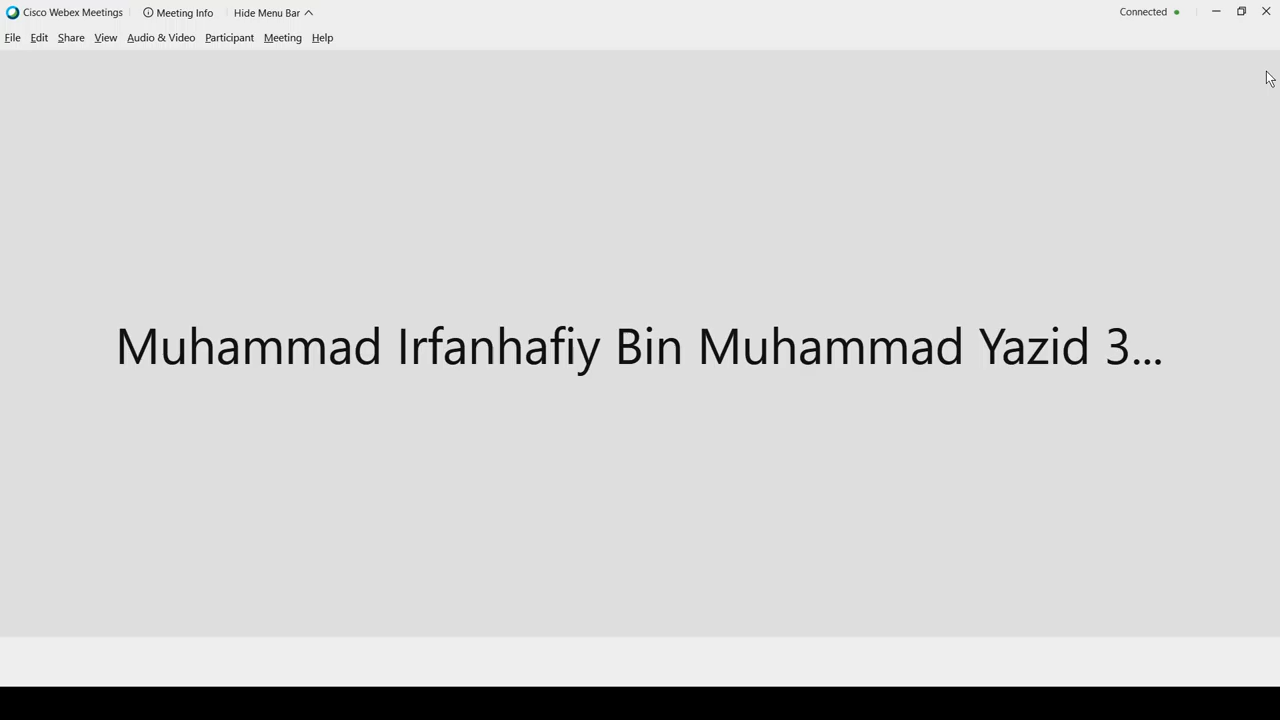 Cisco Webex Meetings Meeting Info Hide Menu Bar Connected
File Edit Share View Audio & Video Participant Meeting Help
Muhammad Irfanhafiy Bin Muhammad Yazid 3...